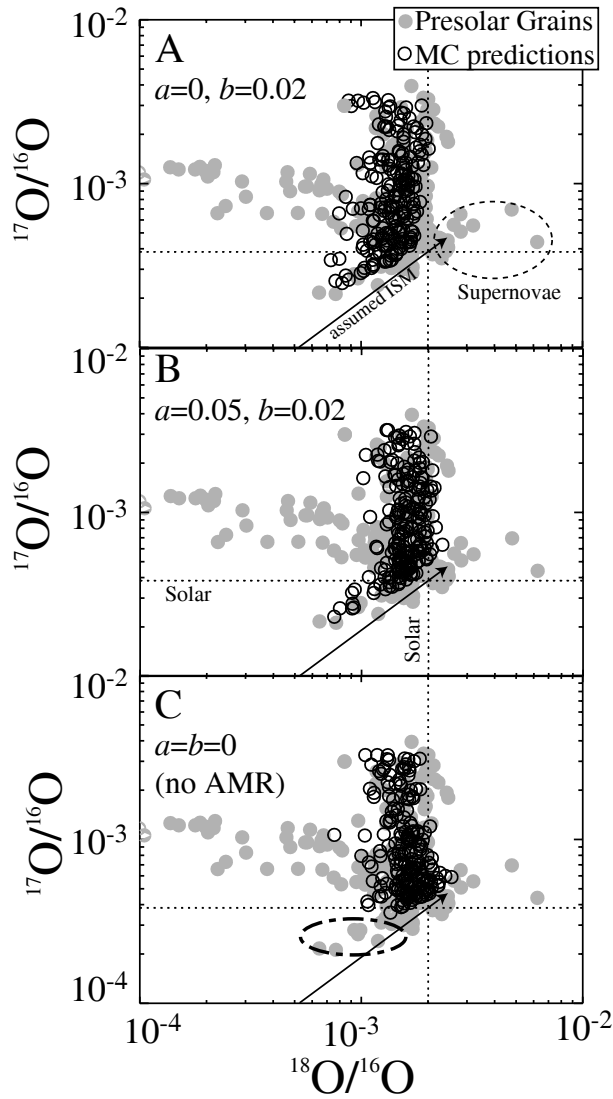 10⁻²
Presolar Grains
MC predictions
A
a=0, b=0.02
¹⁷O/¹⁶O
10⁻³
assumed ISM
Supernovae
10⁻²
B
a=0.05, b=0.02
¹⁷O/¹⁶O
10⁻³
Solar
Solar
10⁻²
C
a=b=0
(no AMR)
¹⁷O/¹⁶O
10⁻³
10⁻⁴
10⁻⁴ 10⁻³ 10⁻²
¹⁸O/¹⁶O